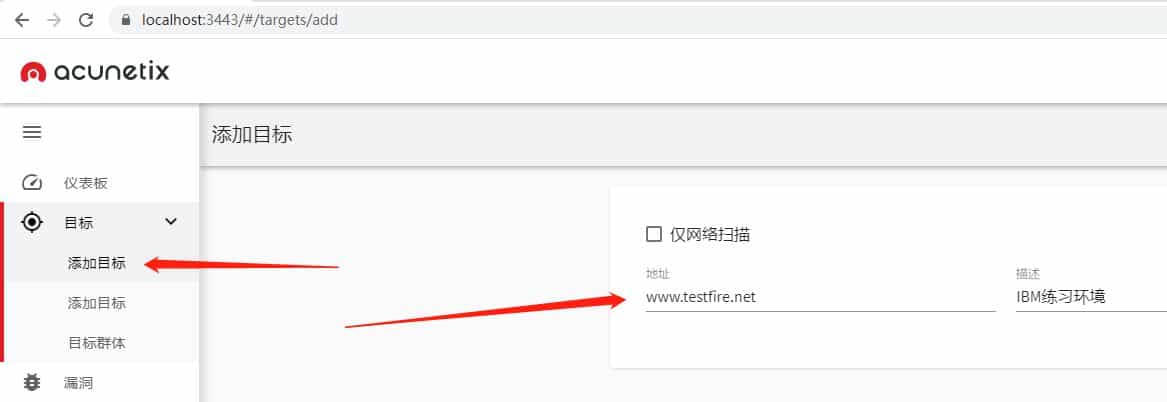 localhost:3443/#/targets/add
acunetix
添加目标
仪表板
目标
添加目标
添加目标
目标群体
漏洞
仅网络扫描
地址
描述
www.testfire.net
IBM练习环境